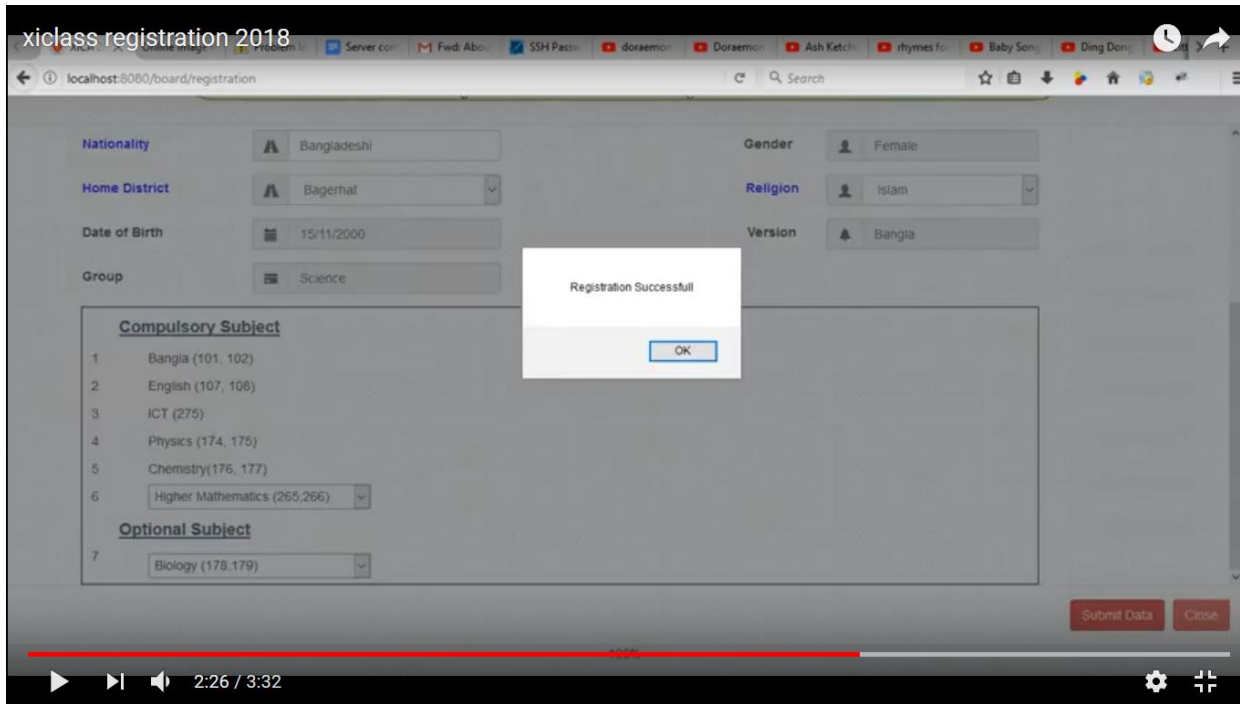 xiclass registration 2018
Server con M Fwd: Abou SSH Passw doraemon Doraemon Ash Ketch rhymes fo Baby Song Ding Dong
localhost:8080/board/registration Search
Nationality Bangladeshi Gender Female
Home District Bagerhat Religion Islam
Date of Birth 15/11/2000 Version Bangla
Group Science
Registration Successfull
OK
Compulsory Subject
1 Bangla (101, 102)
2 English (107, 108)
3 ICT (275)
4 Physics (174, 175)
5 Chemistry(176, 177)
6 Higher Mathematics (265,266)
Optional Subject
7 Biology (178,179)
Submit Data Close
100%
2:26 / 3:32